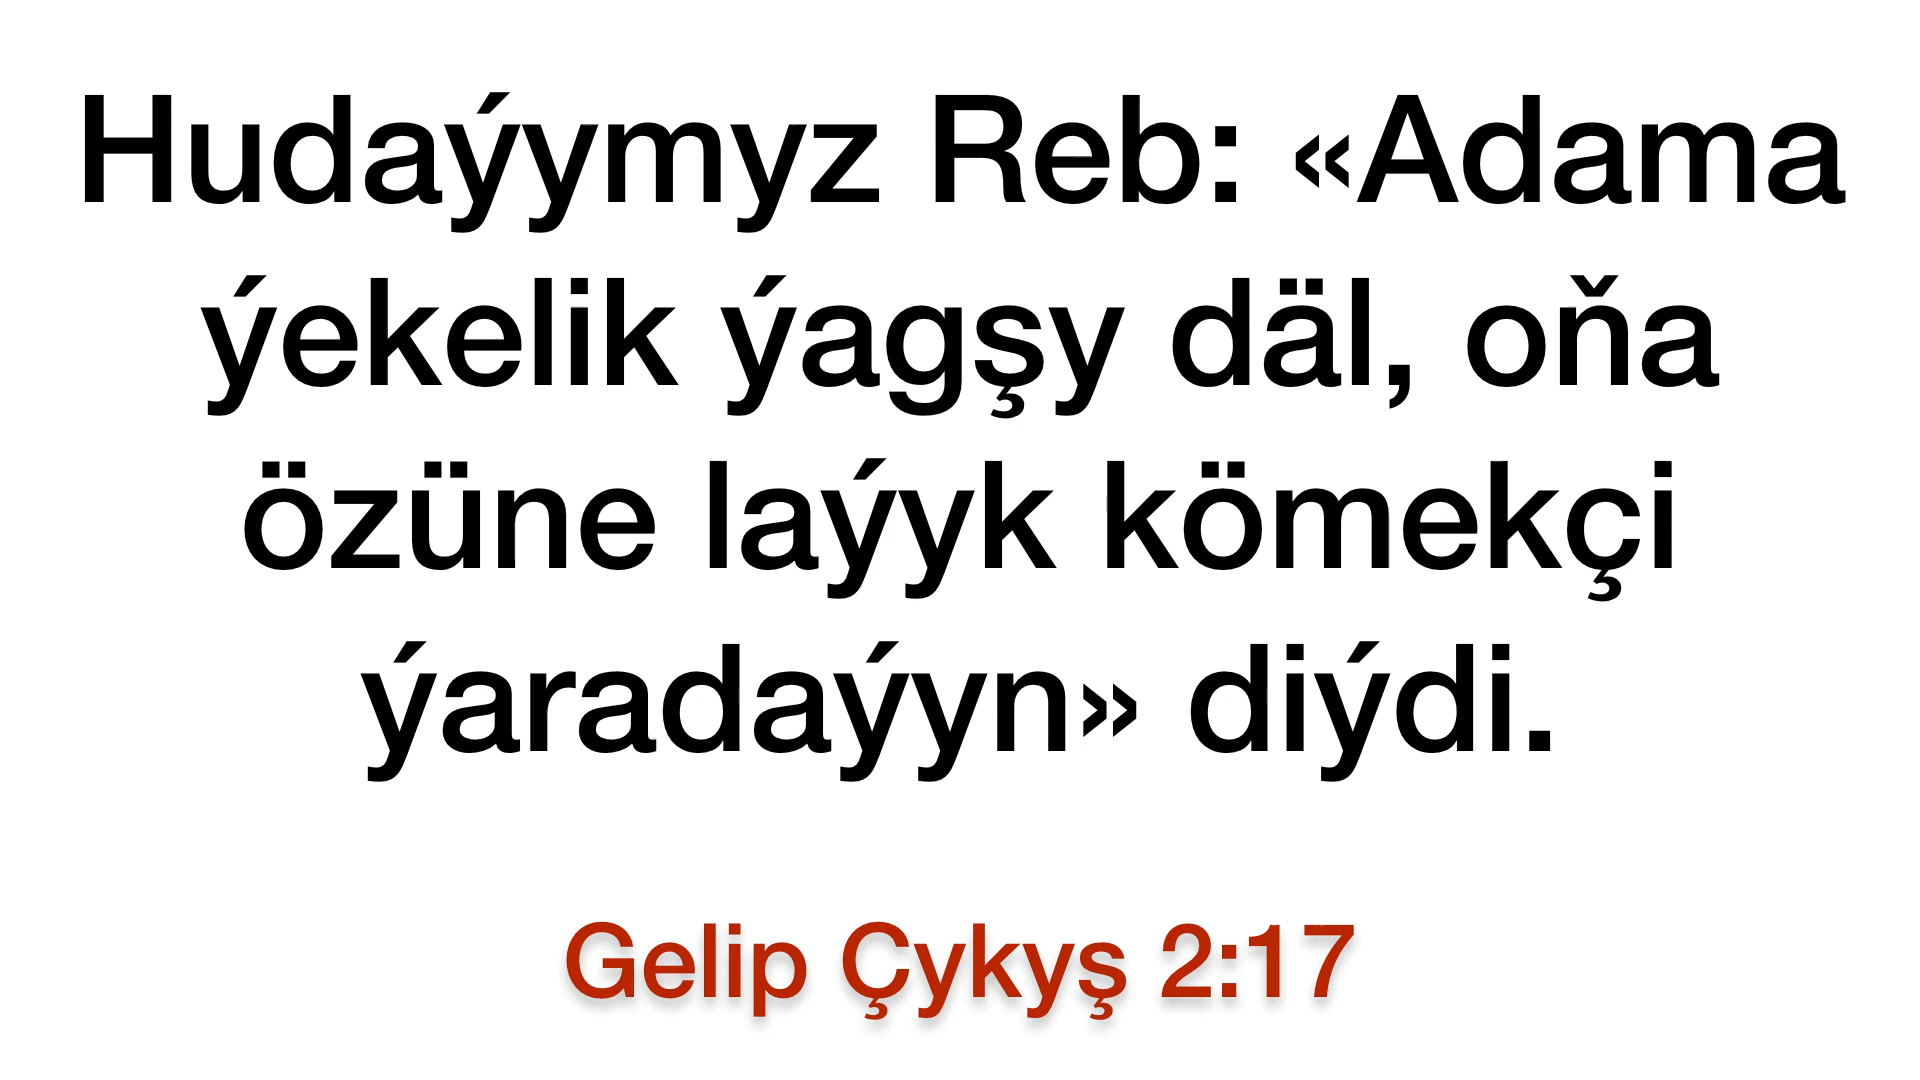 Hudaýymyz Reb: «Adama
ýekelik ýagşy däl, oňa
özüne laýyk kömekçi
ýaradaýyn» diýdi.
Gelip Çykyş 2:17